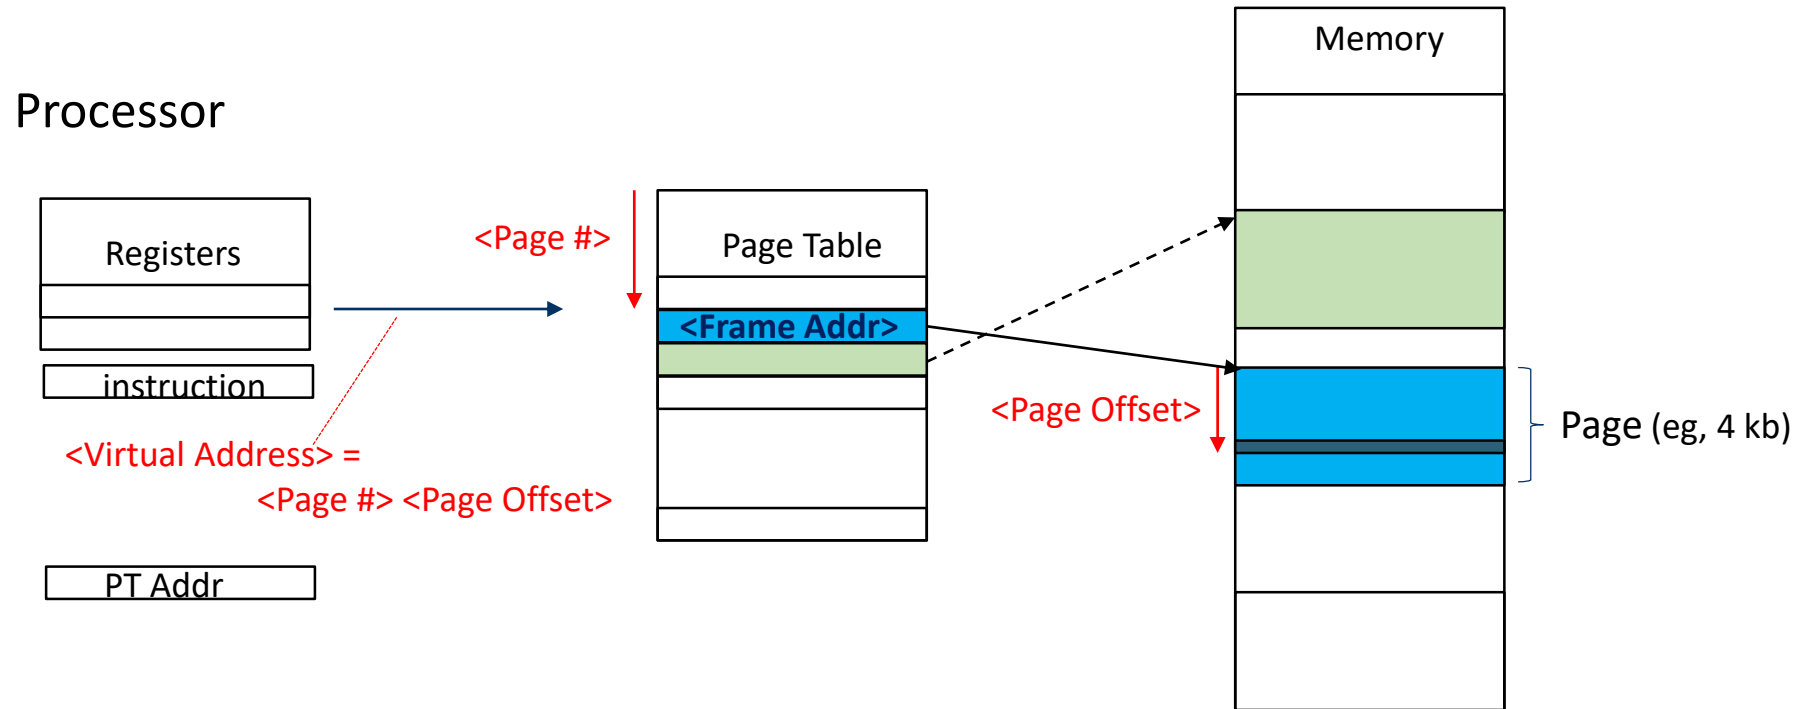 Memory
Processor
Registers
<Page #>
Page Table
<Frame Addr>
instruction
<Page Offset>
Page (eg, 4 kb)
<Virtual Address> =
<Page #> <Page Offset>
PT Addr